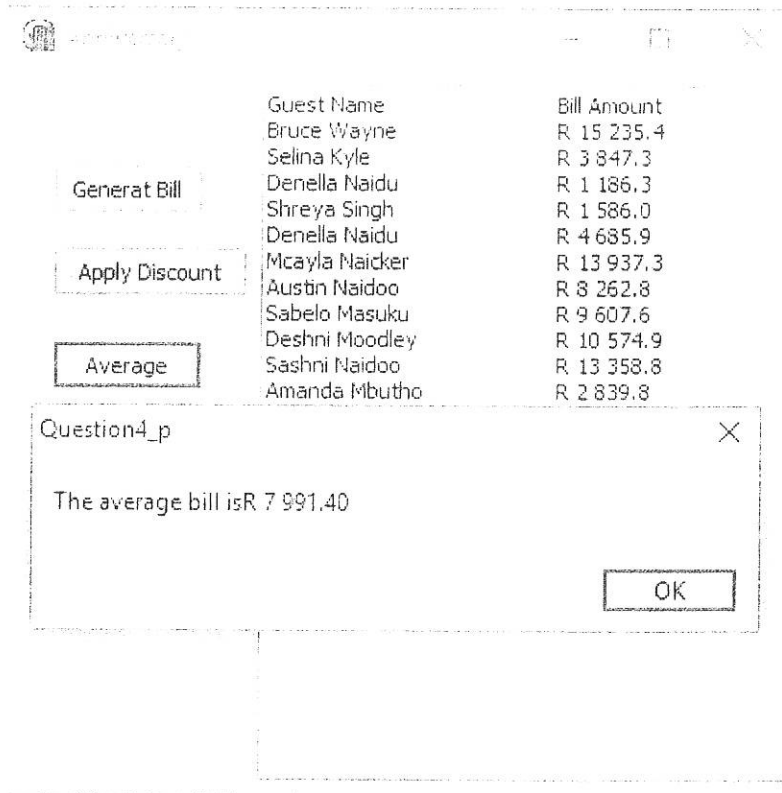 Guest Name Bill Amount
Bruce Wayne R 15 235.4
Selina Kyle R 3 847.3
Denella Naidu R 1 186.3
Generat Bill
Shreya Singh R 1 586.0
Denella Naidu R 4 685.9
Mcayla Naicker R 13 937.3
Apply Discount
Austin Naidoo R 8 262.8
Sabelo Masuku R 9 607.6
Deshni Moodley R 10 574.9
Average
Sashni Naidoo R 13 358.8
Amanda Mbutho R 2 839.8
Question4_p
The average bill isR 7 991.40
OK